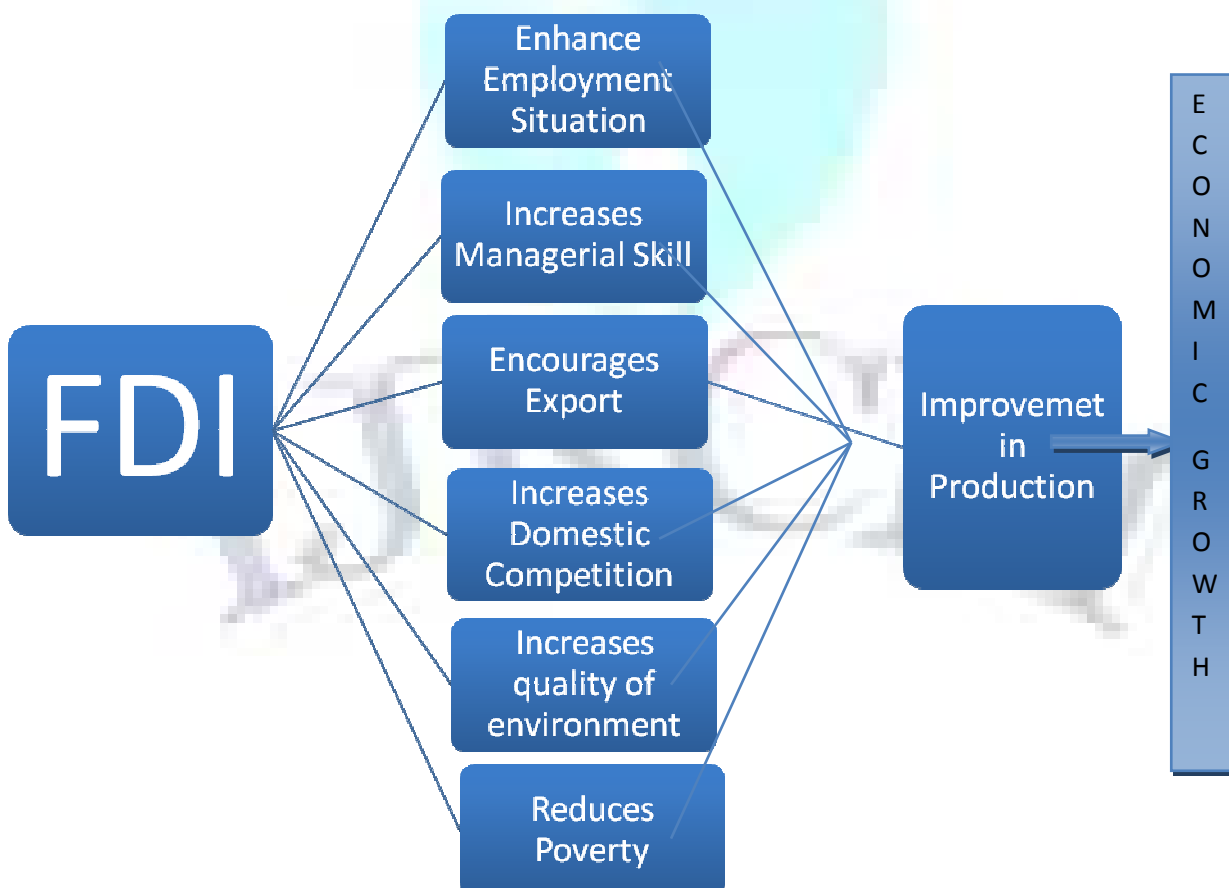 FDI
Enhance
Employment
Situation
Increases
Managerial Skill
Encourages
Export
Increases
Domestic
Competition
Increases
quality of
environment
Reduces
Poverty
Improvemet
in
Production
E
C
O
N
O
M
I
C
G
R
O
W
T
H